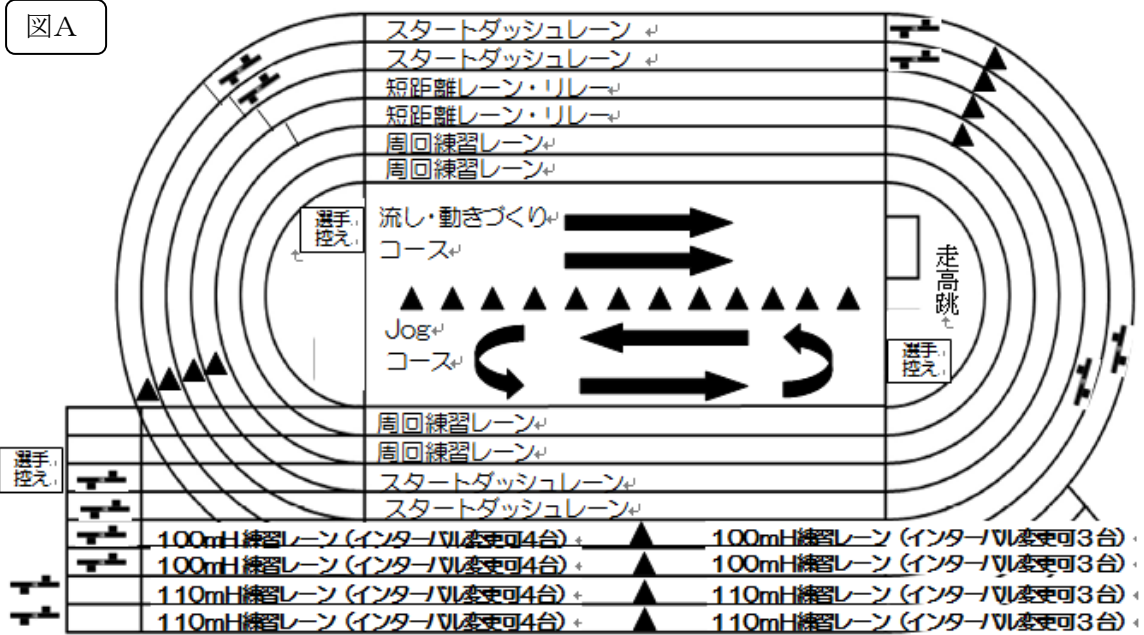 図A
スタートダッシュレーン
スタートダッシュレーン
短距離レーン・リレー
短距離レーン・リレー
周回練習レーン
周回練習レーン
選手
控え
流し・動きづくり
コース
走高跳
Jog
コース
選手
控え
周回練習レーン
周回練習レーン
選手
控え
スタートダッシュレーン
スタートダッシュレーン
100mH練習レーン（インターバル変更可4台） 100mH練習レーン（インターバル変更可3台）
100mH練習レーン（インターバル変更可4台） 100mH練習レーン（インターバル変更可3台）
110mH練習レーン（インターバル変更可4台） 110mH練習レーン（インターバル変更可3台）
110mH練習レーン（インターバル変更可4台） 110mH練習レーン（インターバル変更可3台）